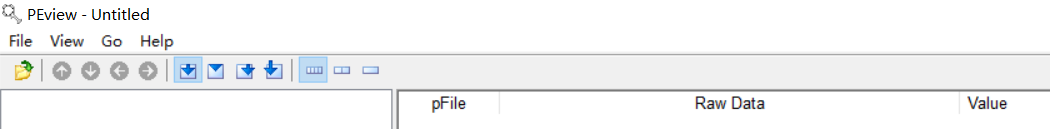 PEview - Untitled
File View Go Help
pFile Raw Data Value